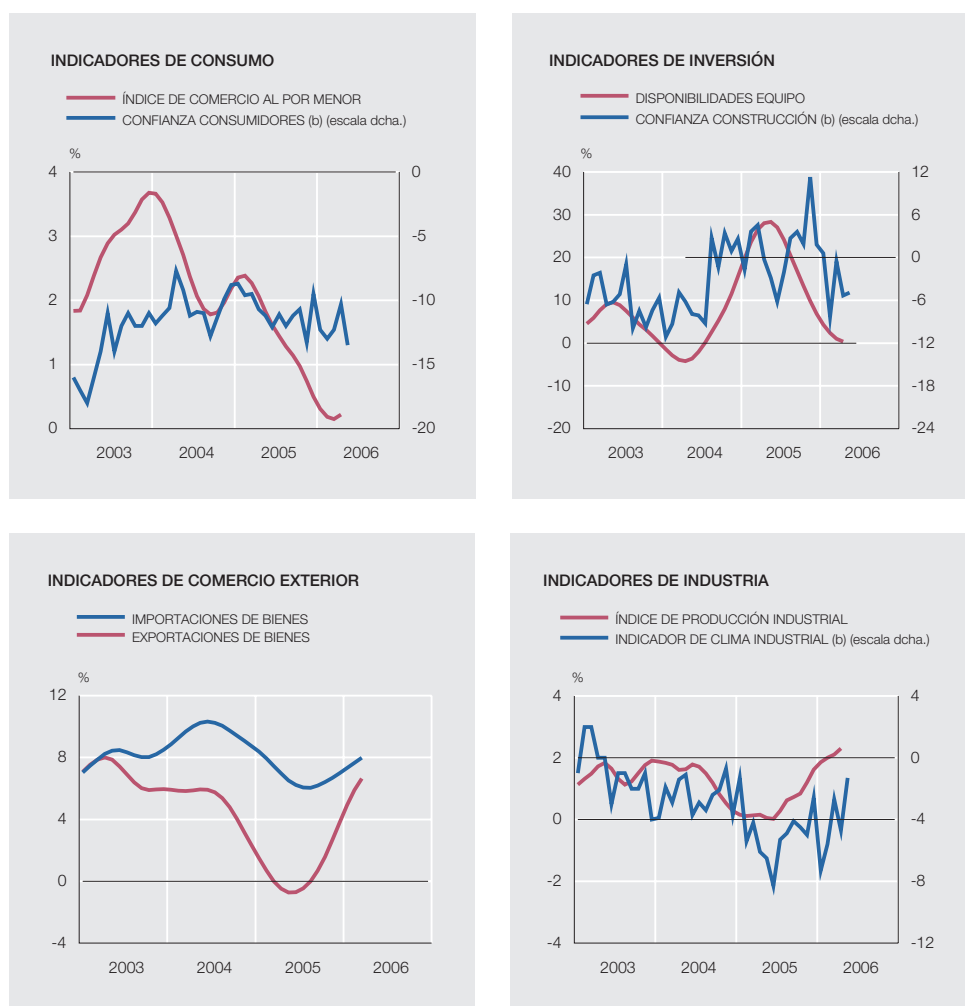 INDICADORES DE CONSUMO
ÍNDICE DE COMERCIO AL POR MENOR
CONFIANZA CONSUMIDORES (b) (escala dcha.)
%
4 0
3 -5
2 -10
1 -15
0 -20
2003 2004 2005 2006
INDICADORES DE INVERSIÓN
DISPONIBILIDADES EQUIPO
CONFIANZA CONSTRUCCIÓN (b) (escala dcha.)
%
40 12
30 6
20 0
10 -6
0 -12
-10 -18
-20 -24
2003 2004 2005 2006
INDICADORES DE COMERCIO EXTERIOR
IMPORTACIONES DE BIENES
EXPORTACIONES DE BIENES
%
12
8
4
0
-4
2003 2004 2005 2006
INDICADORES DE INDUSTRIA
ÍNDICE DE PRODUCCIÓN INDUSTRIAL
INDICADOR DE CLIMA INDUSTRIAL (b) (escala dcha.)
%
4 4
2 0
0 -4
-2 -8
-4 -12
2003 2004 2005 2006